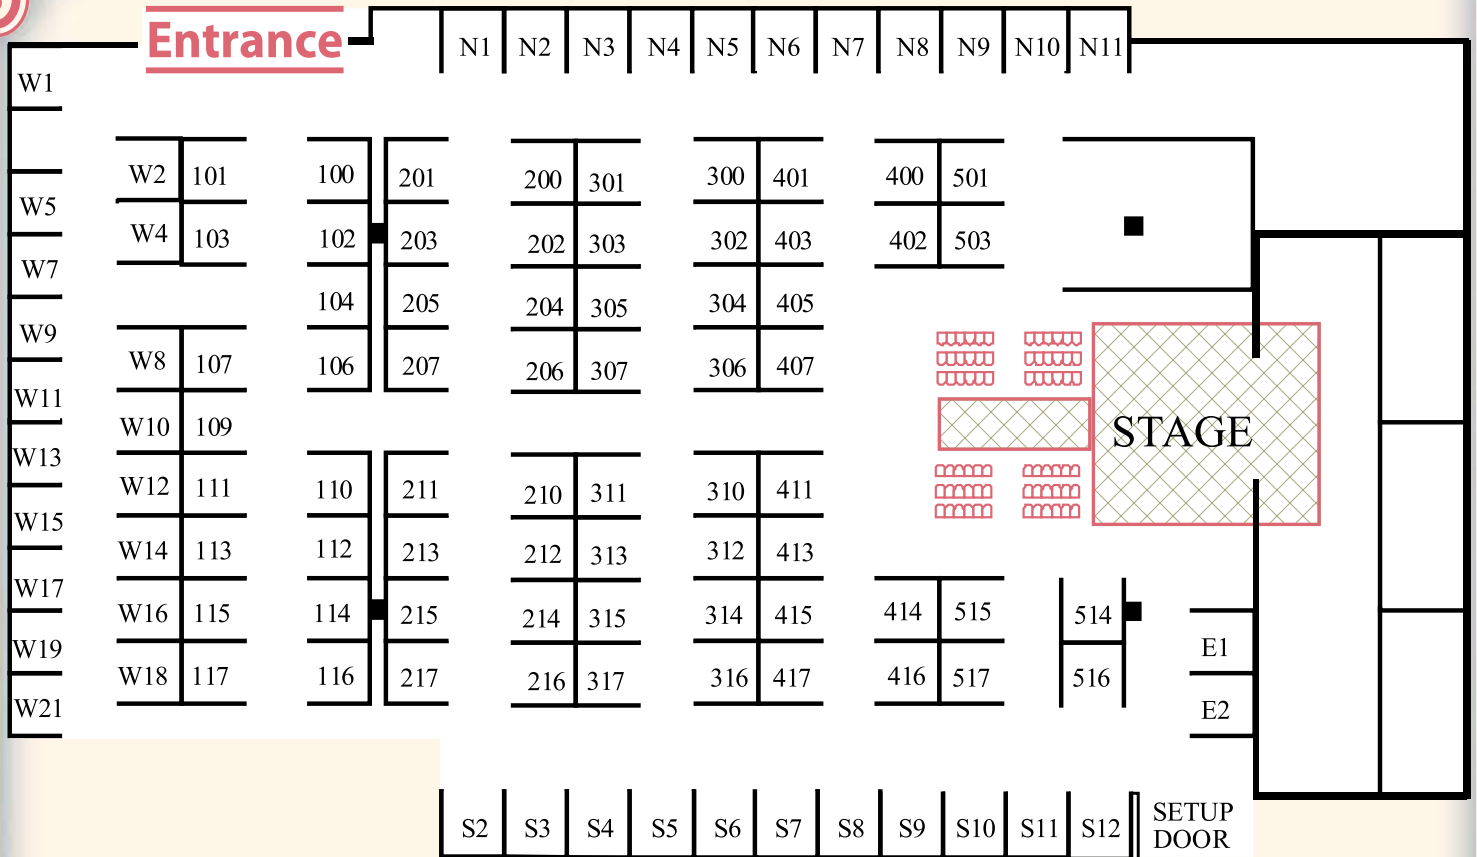 Entrance
N1 N2 N3 N4 N5 N6 N7 N8 N9 N10 N11
W1
W2 101 100 201 200 301 300 401 400 501
W5
W4 103 102 203 202 303 302 403 402 503
W7
104 205 204 305 304 405
W9
W8 107 106 207 206 307 306 407
W11
W10 109
STAGE
W13
W12 111 110 211 210 311 310 411
W15
W14 113 112 213 212 313 312 413
W17
W16 115 114 215 214 315 314 415 414 515 514
W19
E1
W18 117 116 217 216 317 316 417 416 517 516
W21
E2
S2 S3 S4 S5 S6 S7 S8 S9 S10 S11 S12
SETUP
DOOR